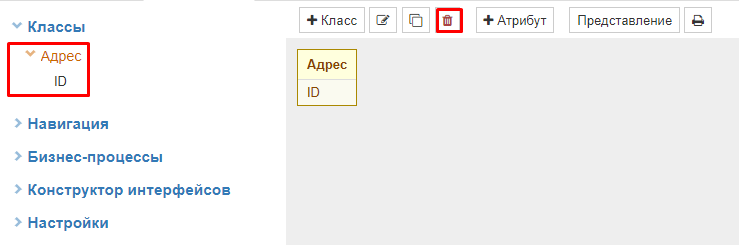 Классы
Адрес
ID
Навигация
Бизнес-процессы
Конструктор интерфейсов
Настройки
+ Класс + Атрибут Представление
Адрес
ID